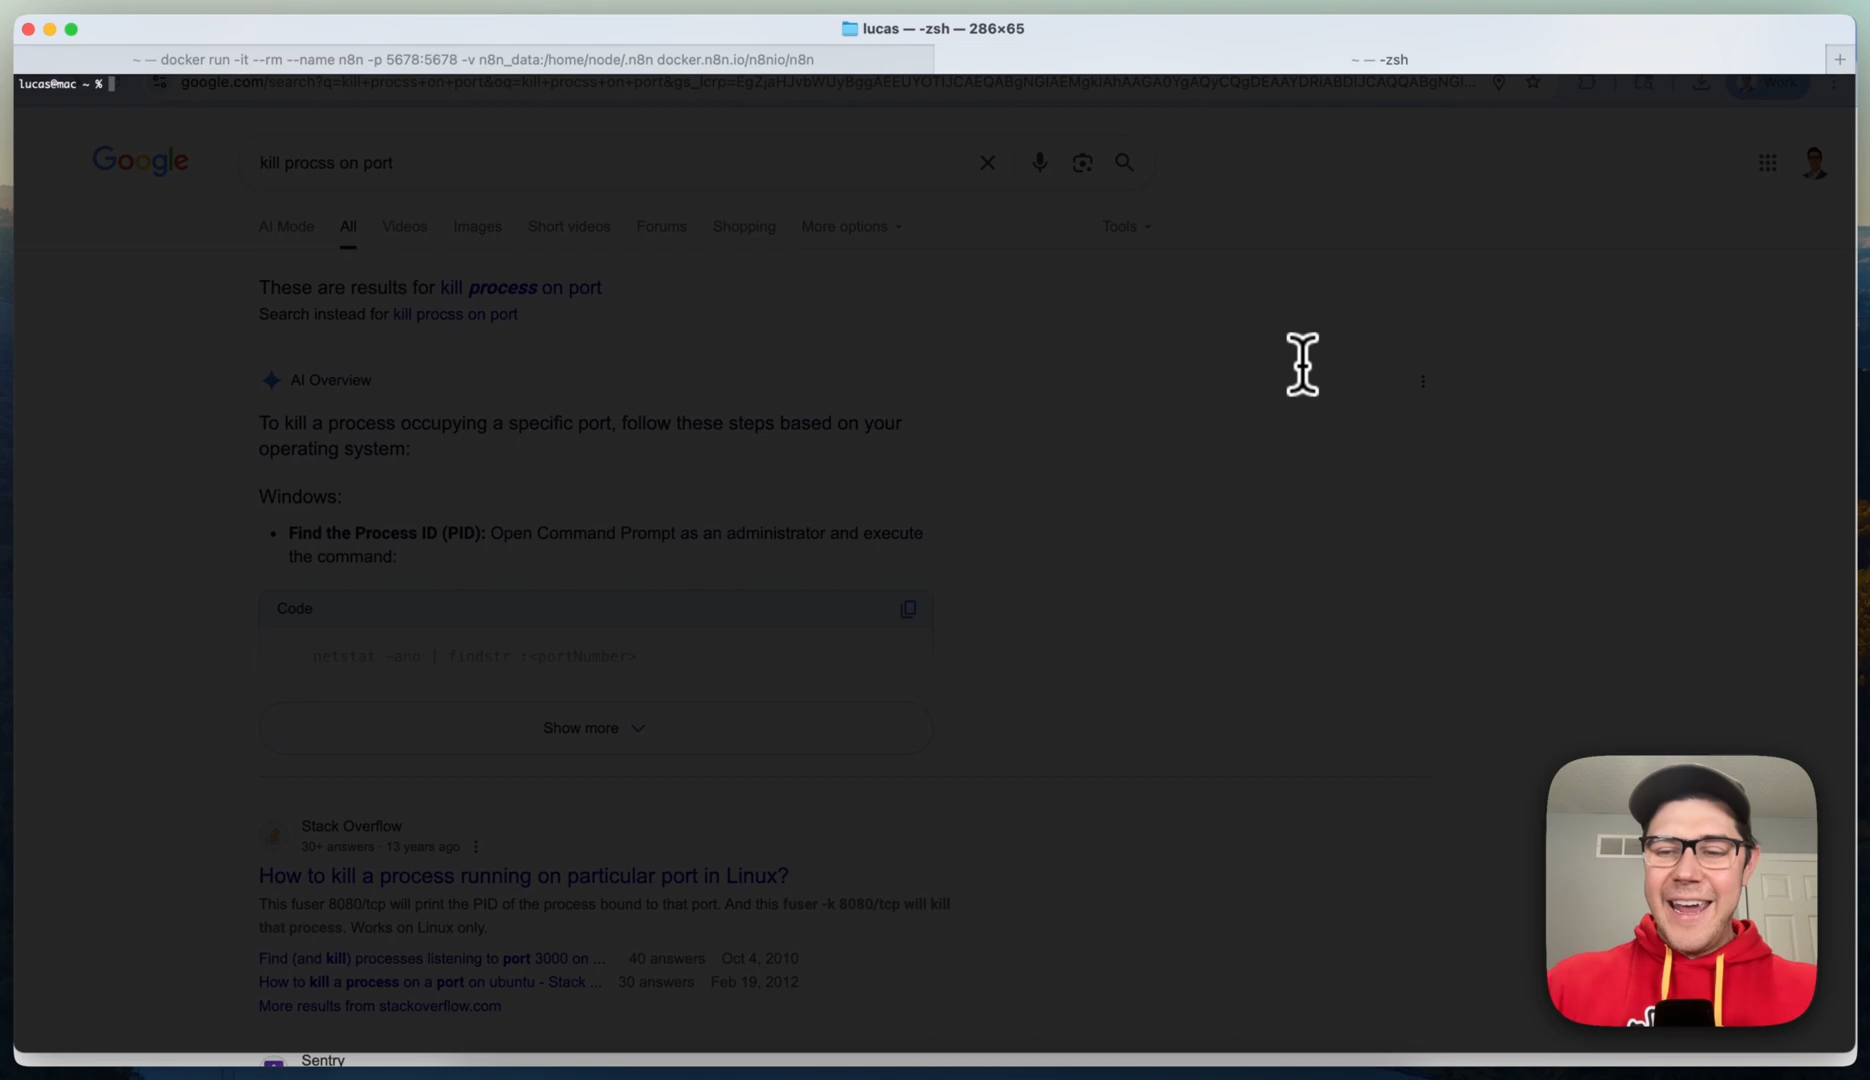 lucas — -zsh — 286×65
~ — docker run -it --rm --name n8n -p 5678:5678 -v n8n_data:/home/node/.n8n docker.n8n.io/n8nio/n8n
~ — -zsh
lucas@mac ~ %
Google
kill procss on port
AI Mode All Videos Images Short videos Forums Shopping More options Tools
These are results for kill process on port
Search instead for kill procss on port
AI Overview
To kill a process occupying a specific port, follow these steps based on your
operating system:
Windows:
• Find the Process ID (PID): Open Command Prompt as an administrator and execute
the command:
Code
netstat -ano | findstr :<portNumber>
Show more
Stack Overflow
30+ answers · 13 years ago
How to kill a process running on particular port in Linux?
This fuser 8080/tcp will print the PID of the process bound to that port. And this fuser -k 8080/tcp will kill
that process. Works on Linux only.
Find (and kill) processes listening to port 3000 on ... 40 answers Oct 4, 2010
How to kill a process on a port on ubuntu - Stack ... 30 answers Feb 19, 2012
More results from stackoverflow.com
Sentry